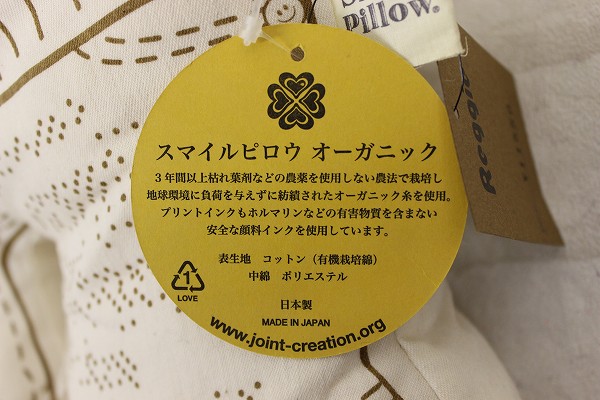 Pillow.®
Reggie
スマイルピロウ オーガニック
3年間以上枯れ葉剤などの農薬を使用しない農法で栽培し
地球環境に負荷を与えずに紡績されたオーガニック糸を使用。
プリントインクもホルマリンなどの有害物質を含まない
安全な顔料インクを使用しています。
表生地 コットン（有機栽培綿）
中綿 ポリエステル
1
LOVE
日本製
MADE IN JAPAN
www.joint-creation.org